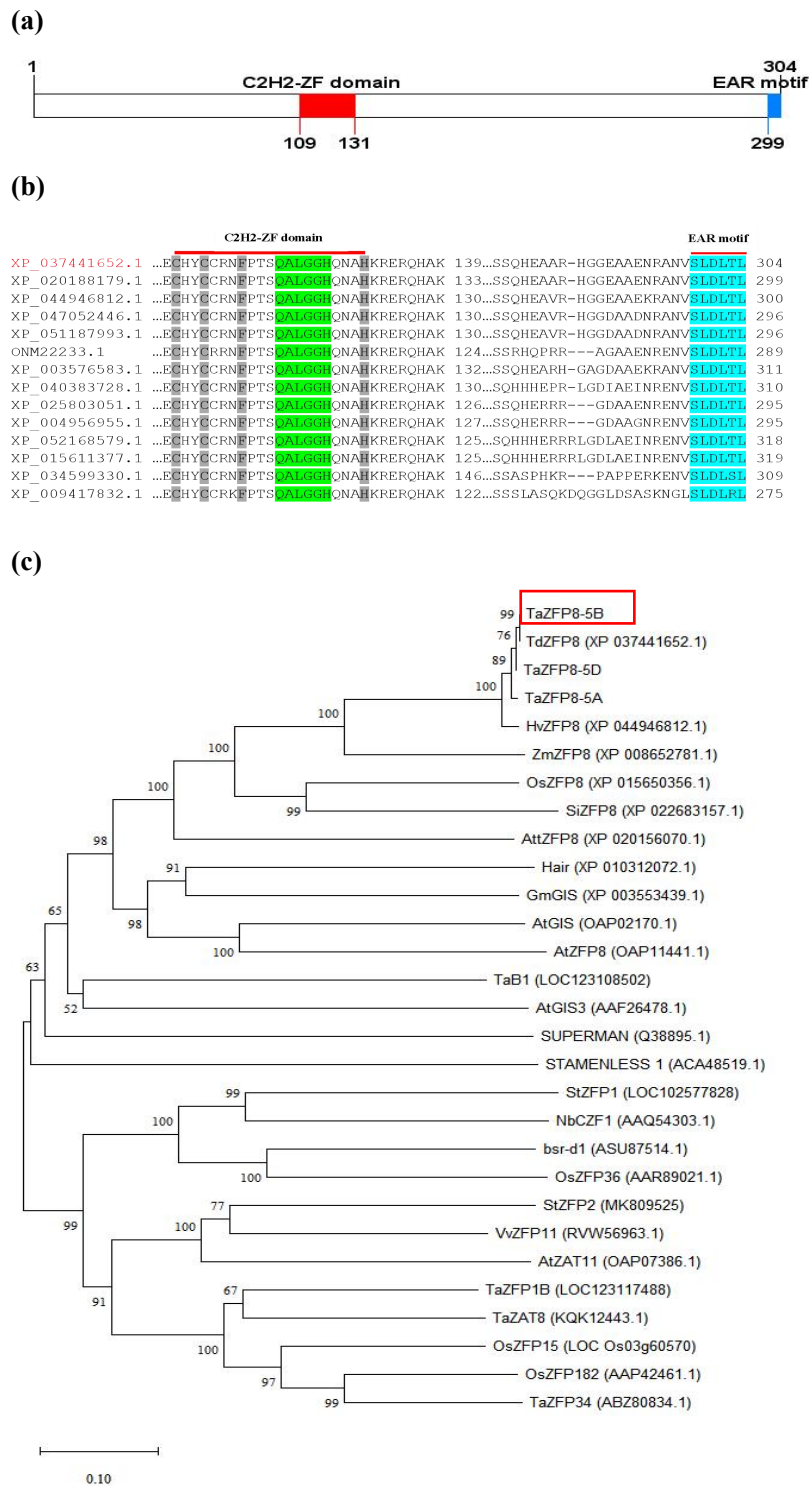 (a)
1 304
C2H2-ZF domain EAR motif
109 131 299
(b)
C2H2-ZF domain EAR motif
XP_037441652.1 …ECHYCCRNFPTSQALGGHQNAHKRERQHAK 139…SSQHEAAR-HGGEAAENRANVSLDLTL 304
XP_020188179.1 …ECHYCCRNFPTSQALGGHQNAHKRERQHAK 133…SSQHEAAR-HGGEAAENRANVSLDLTL 299
XP_044946812.1 …ECHYCCRNFPTSQALGGHQNAHKRERQHAK 130…SSQHEAVR-HGGEAAENRANVSLDLTL 300
XP_047052446.1 …ECHYCCRNFPTSQALGGHQNAHKRERQHAK 130…SSQHEAVR-HGGDAADNRANVSLDLTL 296
XP_051187993.1 …ECHYCCRNFPTSQALGGHQNAHKRERQHAK 130…SSQHEAVR-HGGDAADNRANVSLDLTL 296
ONM22233.1 …ECHYCRRNFPTSQALGGHQNAHKRERQHAK 124…SSRHQPRR---AGAAENRENVSLDLTL 289
XP_003576583.1 …ECHYCCRNFPTSQALGGHQNAHKRERQHAK 132…SSQHEARH-GAGDAAENRANVSLDLTL 311
XP_040383728.1 …ECHYCCRNFPTSQALGGHQNAHKRERQHAK 130…SQHHHEPR-LGDIAEINRENVSLDLTL 310
XP_025803051.1 …ECHYCCRNFPTSQALGGHQNAHKRERQHAK 126…SSQHERRR---GDAAENRENVSLDLTL 295
XP_004956955.1 …ECHYCCRNFPTSQALGGHQNAHKRERQHAK 127…SSQHERRR---GDAAGNRENVSLDLTL 295
XP_052168579.1 …ECHYCCRNFPTSQALGGHQNAHKRERQHAK 125…SQHHHERRRLGDLAEINRENVSLDLTL 318
XP_015611377.1 …ECHYCCRNFPTSQALGGHQNAHKRERQHAK 125…SQHHHERRRLGDIAEINRENVSLDLTL 319
XP_034599330.1 …ECHYCCRNFPTSQALGGHQNAHKRERQHAK 146…SSASPHKR---PAPPERKENVSLDLSL 309
XP_009417832.1 …ECHYCCRKFPTSQALGGHQNAHKRERQHAK 122…SSSLASQKDQGGLDSASKNGLSLDLRL 275
(c)
99 TaZFP8-5B
76 TdZFP8 (XP 037441652.1)
89 TaZFP8-5D
100 TaZFP8-5A
HvZFP8 (XP 044946812.1)
100
100 ZmZFP8 (XP 008652781.1)
100 OsZFP8 (XP 015650356.1)
99 SiZFP8 (XP 022683157.1)
98 AttZFP8 (XP 020156070.1)
91 Hair (XP 010312072.1)
GmGIS (XP 003553439.1)
65 98 AtGIS (OAP02170.1)
100 AtZFP8 (OAP11441.1)
63 TaB1 (LOC123108502)
52 AtGIS3 (AAF26478.1)
SUPERMAN (Q38895.1)
STAMENLESS 1 (ACA48519.1)
99 StZFP1 (LOC102577828)
100 NbCZF1 (AAQ54303.1)
bsr-d1 (ASU87514.1)
100 OsZFP36 (AAR89021.1)
99 77 StZFP2 (MK809525)
100 VvZFP11 (RVW56963.1)
AtZAT11 (OAP07386.1)
91 67 TaZFP1B (LOC123117488)
TaZAT8 (KQK12443.1)
100 OsZFP15 (LOC Os03g60570)
97 OsZFP182 (AAP42461.1)
99 TaZFP34 (ABZ80834.1)
0.10